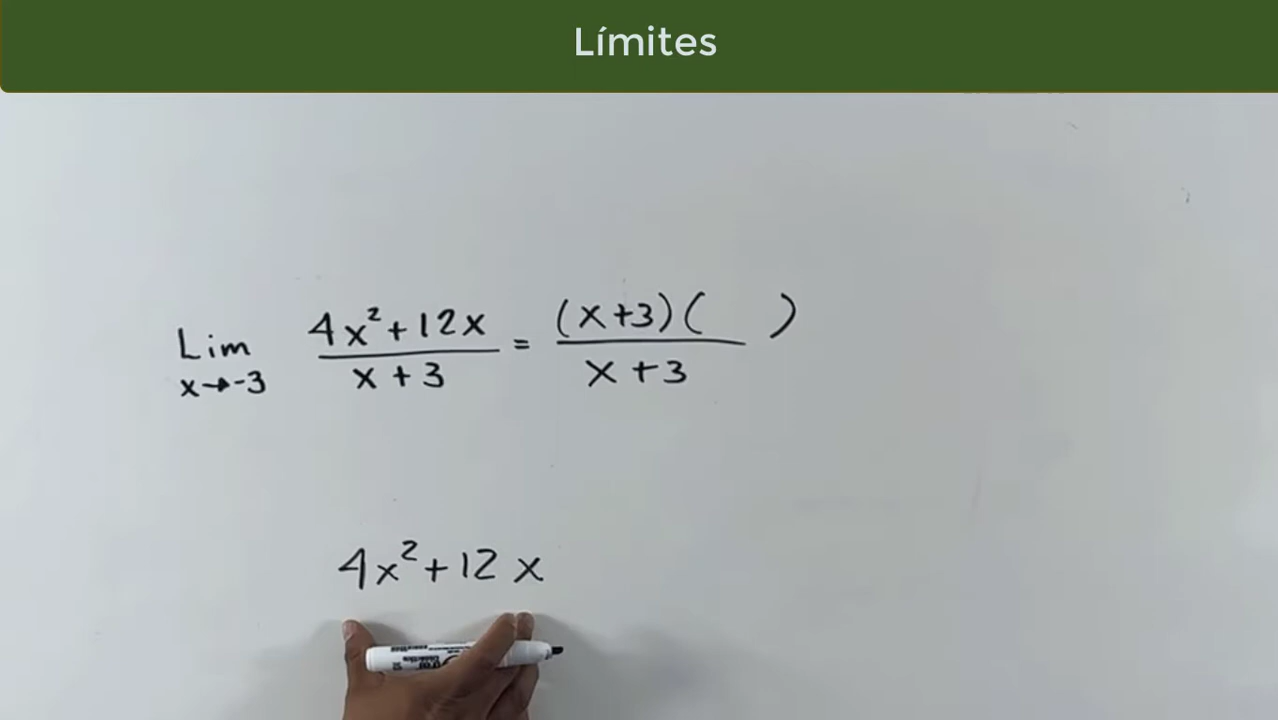 Límites
Lim x→-3 4x²+12x / x+3 = (x+3)( ) / x+3
4x²+12x